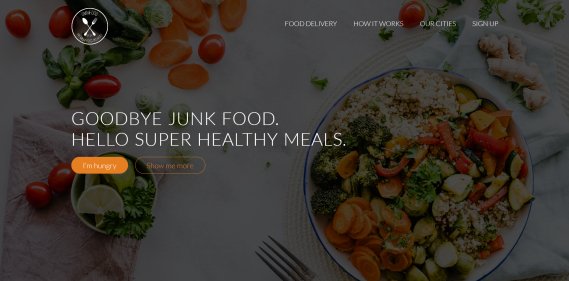 FOOD DELIVERY HOW IT WORKS OUR CITIES SIGN UP
GOODBYE JUNK FOOD.
HELLO SUPER HEALTHY MEALS.
I'm hungry Show me more